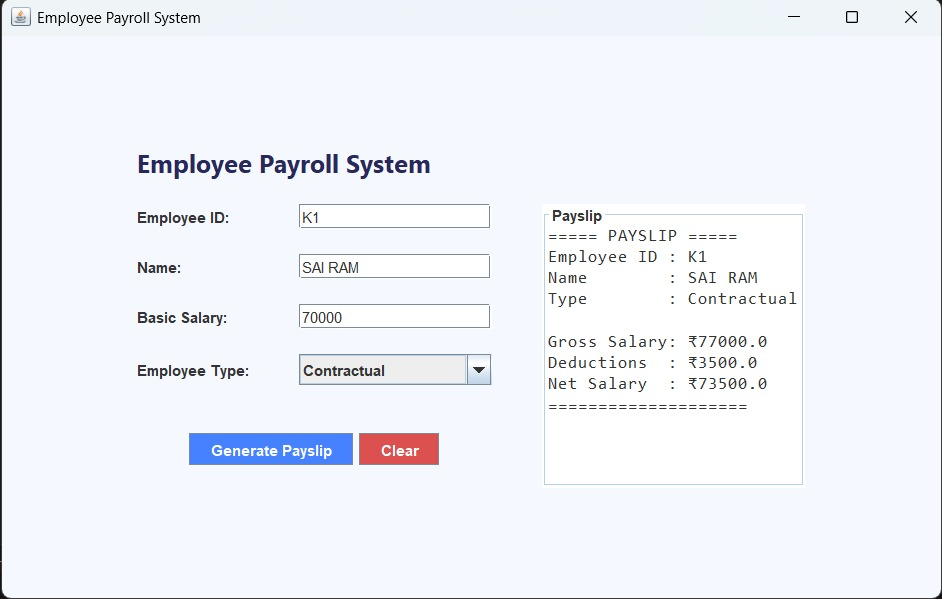 Employee Payroll System
Employee Payroll System
Employee ID: K1
Name: SAI RAM
Basic Salary: 70000
Employee Type: Contractual
Generate Payslip Clear
Payslip
===== PAYSLIP =====
Employee ID : K1
Name        : SAI RAM
Type        : Contractual

Gross Salary: ₹77000.0
Deductions  : ₹3500.0
Net Salary  : ₹73500.0
====================